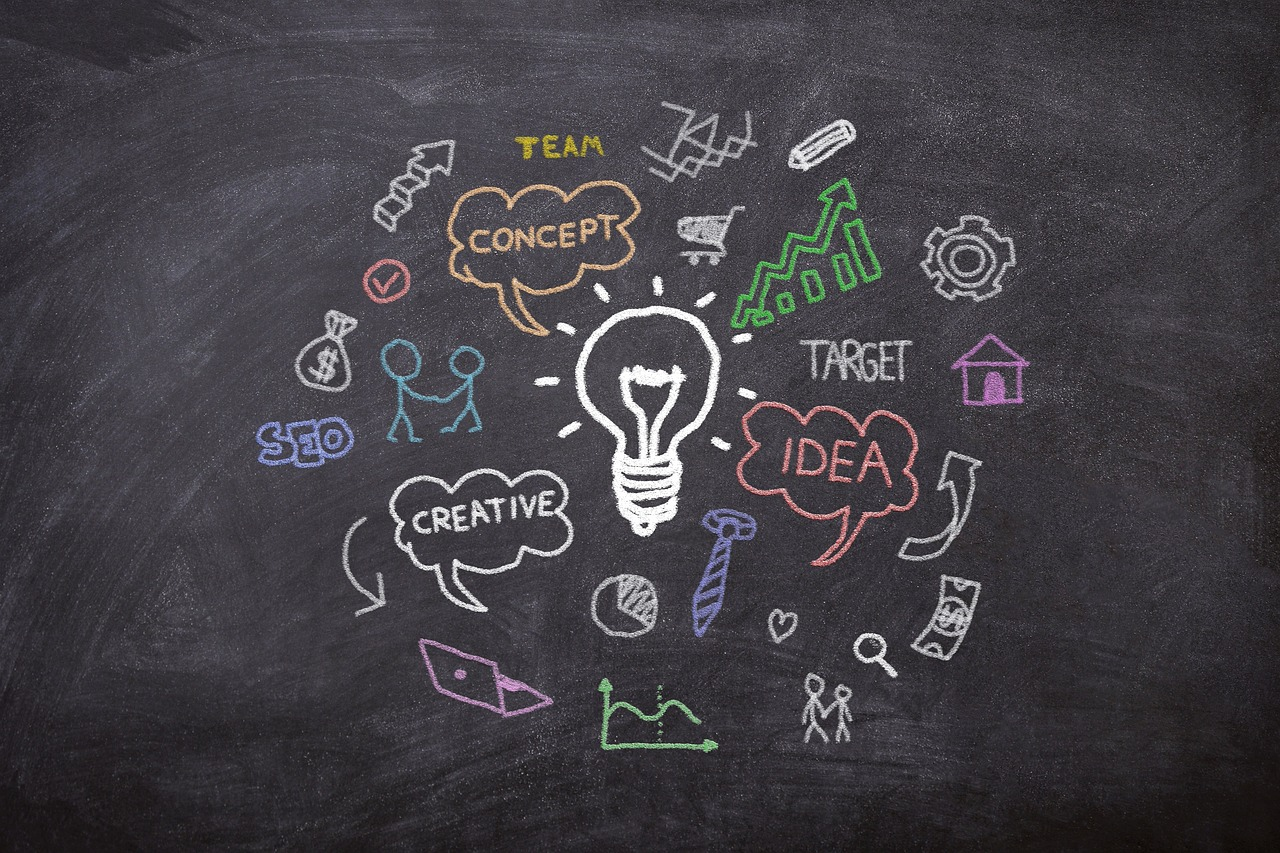 TEAM
CONCEPT
$
TARGET
SEO
IDEA
CREATIVE
$